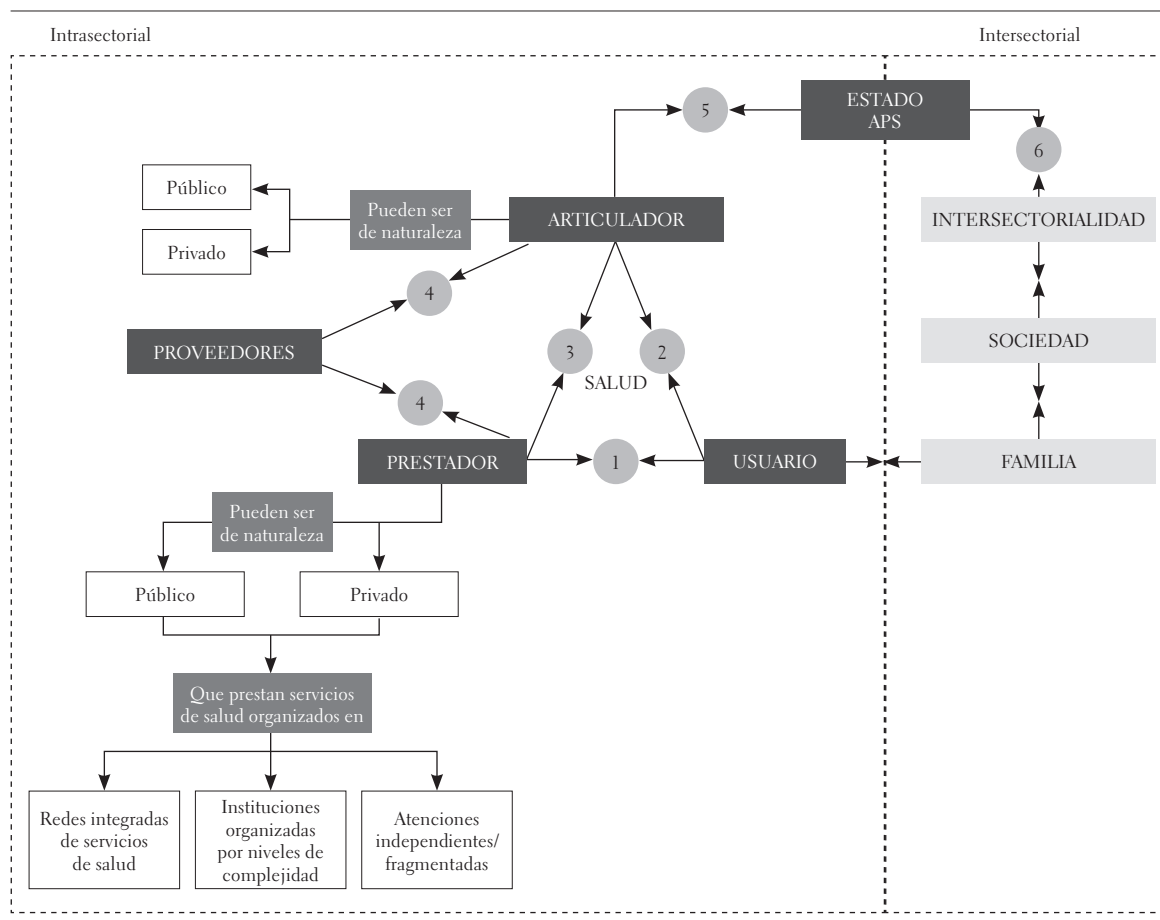 Intrasectorial
Intersectorial
5
ESTADO
APS
6
Público
Privado
Pueden ser
de naturaleza
ARTICULADOR
INTERSECTORIALIDAD
4
PROVEEDORES
3
2
SALUD
SOCIEDAD
4
PRESTADOR
1
USUARIO
FAMILIA
Pueden ser
de naturaleza
Público
Privado
Que prestan servicios
de salud organizados en
Redes integradas
de servicios
de salud
Instituciones
organizadas
por niveles de
complejidad
Atenciones
independientes/
fragmentadas